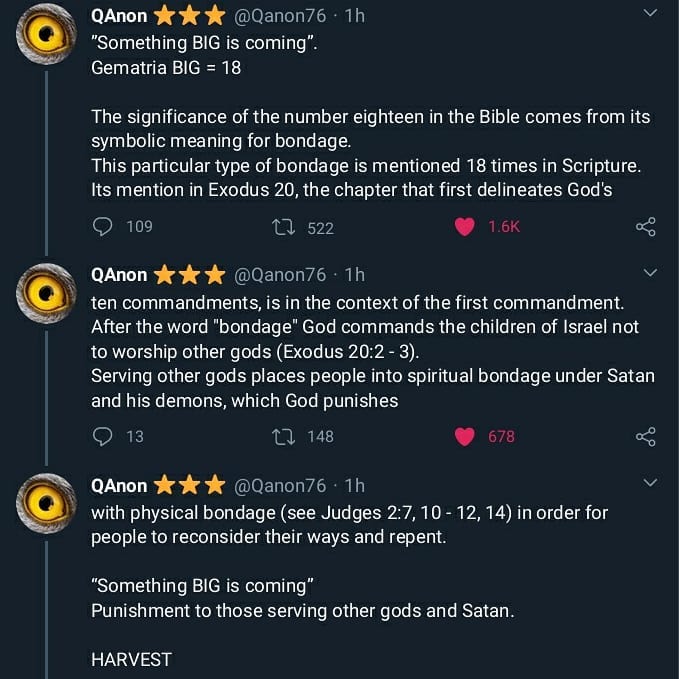 QAnon ⭐⭐⭐ @Qanon76 · 1h
"Something BIG is coming".
Gematria BIG = 18
The significance of the number eighteen in the Bible comes from its
symbolic meaning for bondage.
This particular type of bondage is mentioned 18 times in Scripture.
Its mention in Exodus 20, the chapter that first delineates God's
109 522 1.6K
QAnon ⭐⭐⭐ @Qanon76 · 1h
ten commandments, is in the context of the first commandment.
After the word "bondage" God commands the children of Israel not
to worship other gods (Exodus 20:2 - 3).
Serving other gods places people into spiritual bondage under Satan
and his demons, which God punishes
13 148 678
QAnon ⭐⭐⭐ @Qanon76 · 1h
with physical bondage (see Judges 2:7, 10 - 12, 14) in order for
people to reconsider their ways and repent.
"Something BIG is coming"
Punishment to those serving other gods and Satan.
HARVEST